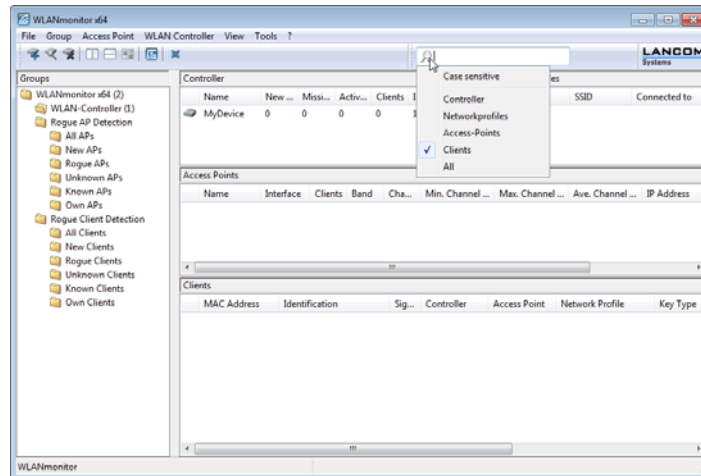 WLANmonitor x64
File Group Access Point WLAN Controller View Tools ?
LANCOM
Systems
Groups
WLANmonitor x64 (2)
WLAN-Controller (1)
Rogue AP Detection
All APs
New APs
Rogue APs
Unknown APs
Known APs
Own APs
Rogue Client Detection
All Clients
New Clients
Rogue Clients
Unknown Clients
Known Clients
Own Clients
Controller
Name New ... Missi... Activ... Clients
MyDevice 0 0 0 0
Case sensitive
Controller
Networkprofiles
Access-Points
Clients
All
SSID Connected to
Access Points
Name Interface Clients Band Cha... Min. Channel ... Max. Channel ... Ave. Channel ... IP Address
Clients
MAC Address Identification Sig... Controller Access Point Network Profile Key Type
WLANmonitor